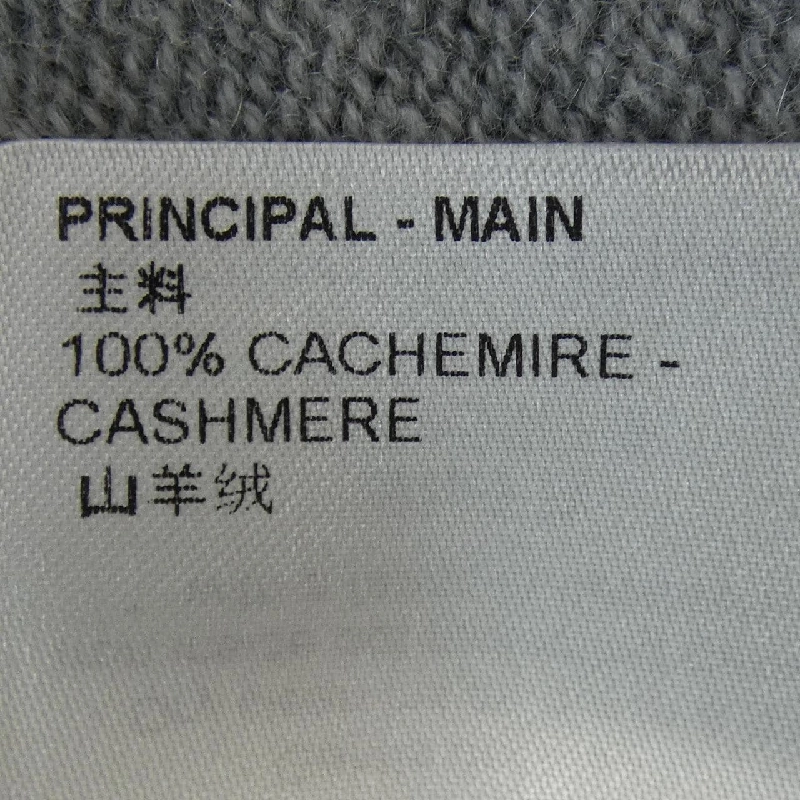 PRINCIPAL - MAIN
主料
100% CACHEMIRE -
CASHMERE
山羊绒